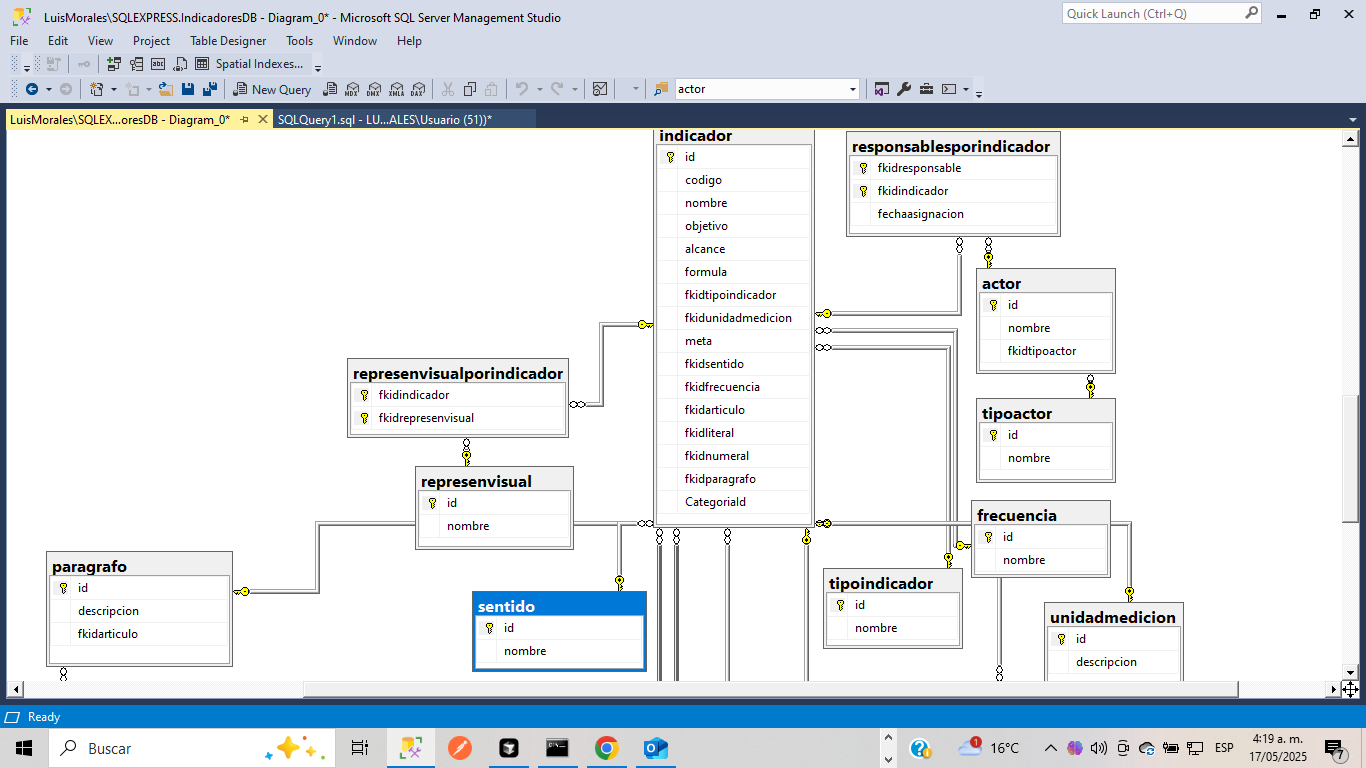 LuisMorales\SQLEXPRESS.IndicadoresDB - Diagram_0* - Microsoft SQL Server Management Studio
Quick Launch (Ctrl+Q)
File Edit View Project Table Designer Tools Window Help
Spatial Indexes...
New Query
MDX DMX XMLA DAX
actor
LuisMorales\SQLEX...oresDB - Diagram_0*
SQLQuery1.sql - LU...ALES\Usuario (51))*
indicador
id
codigo
nombre
objetivo
alcance
formula
fkidtipoindicador
fkidunidadmedicion
meta
fkidsentido
fkidfrecuencia
fkidarticulo
fkidliteral
fkidnumeral
fkidparagrafo
CategoriaId
responsablesporindicador
fkidresponsable
fkidindicador
fechaasignacion
actor
id
nombre
fkidtipoactor
represenvisualporindicador
fkidindicador
fkidrepresenvisual
tipoactor
id
nombre
represenvisual
id
nombre
frecuencia
id
nombre
paragrafo
id
descripcion
fkidarticulo
sentido
id
nombre
tipoindicador
id
nombre
unidadmedicion
id
descripcion
Ready
Buscar
1
16°C
ESP
4:19 a. m.
17/05/2025
7